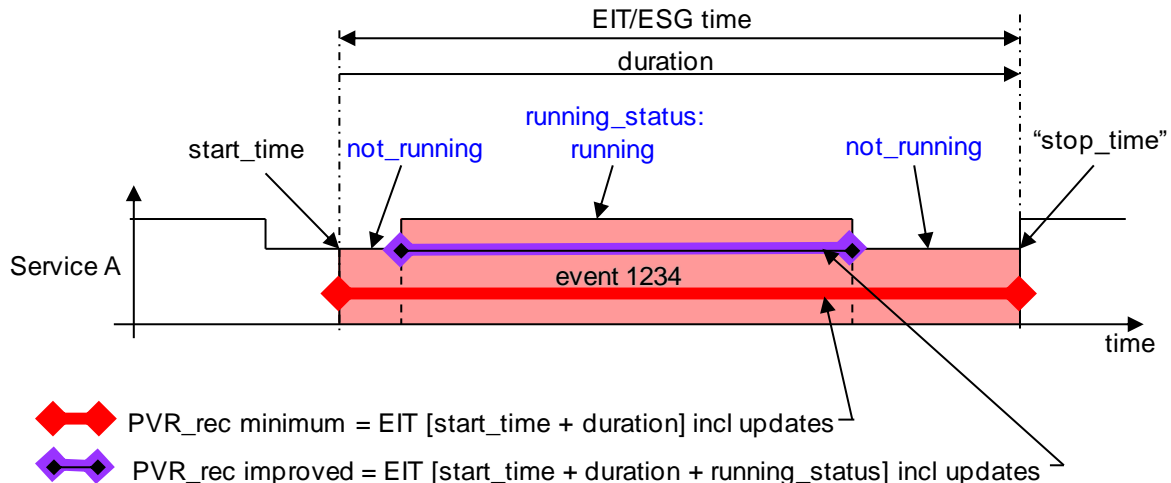 EIT/ESG time
duration
running_status:
running
start_time
not_running
not_running
“stop_time”
Service A
event 1234
time
PVR_rec minimum = EIT [start_time + duration] incl updates
PVR_rec improved = EIT [start_time + duration + running_status] incl updates